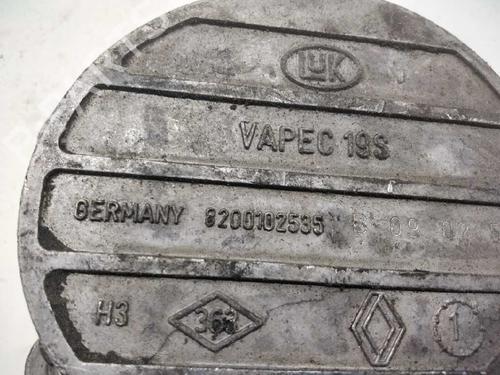 LUK
VAPEC 19S
GERMANY 8200102535
H3 363 1